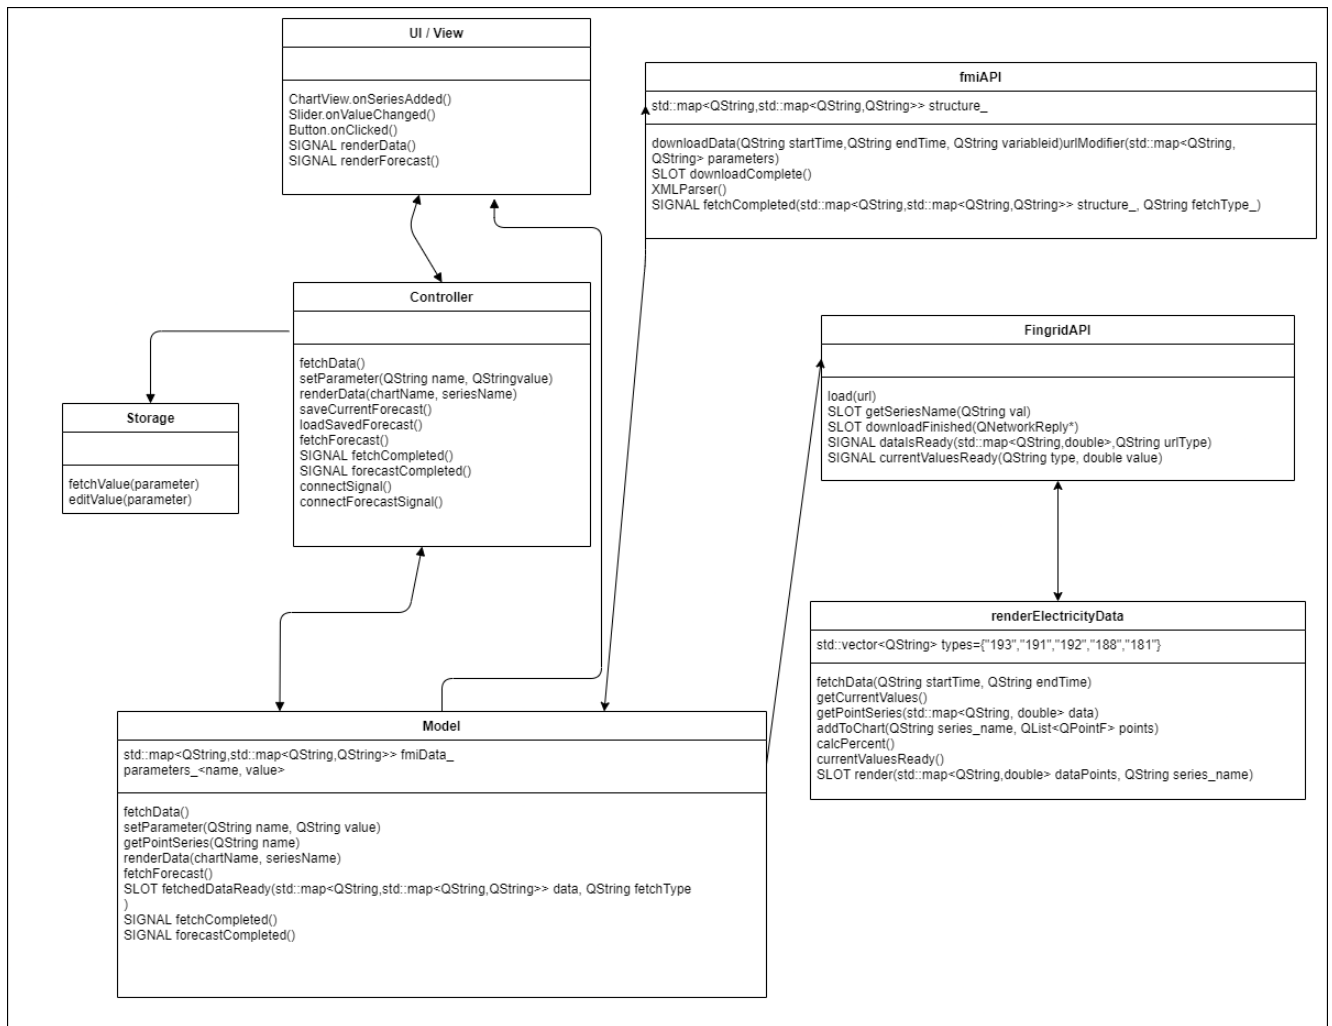 UI / View
ChartView.onSeriesAdded()
Slider.onValueChanged()
Button.onClicked()
SIGNAL renderData()
SIGNAL renderForecast()
fmiAPI
std::map<QString,std::map<QString,QString>> structure_
downloadData(QString startTime,QString endTime, QString variableid)urlModifier(std::map<QString,
QString> parameters)
SLOT downloadComplete()
XMLParser()
SIGNAL fetchCompleted(std::map<QString,std::map<QString,QString>> structure_, QString fetchType_)
Controller
fetchData()
setParameter(QString name, QStringvalue)
renderData(chartName, seriesName)
saveCurrentForecast()
loadSavedForecast()
fetchForecast()
SIGNAL fetchCompleted()
SIGNAL forecastCompleted()
connectSignal()
connectForecastSignal()
FingridAPI
load(url)
SLOT getSeriesName(QString val)
SLOT downloadFinished(QNetworkReply*)
SIGNAL dataIsReady(std::map<QString,double>,QString urlType)
SIGNAL currentValuesReady(QString type, double value)
Storage
fetchValue(parameter)
editValue(parameter)
renderElectricityData
std::vector<QString> types={"193","191","192","188","181"}
fetchData(QString startTime, QString endTime)
getCurrentValues()
getPointSeries(std::map<QString, double> data)
addToChart(QString series_name, QList<QPointF> points)
calcPercent()
currentValuesReady()
SLOT render(std::map<QString,double> dataPoints, QString series_name)
Model
std::map<QString,std::map<QString,QString>> fmiData_
parameters_<name, value>
fetchData()
setParameter(QString name, QString value)
getPointSeries(QString name)
renderData(chartName, seriesName)
fetchForecast()
SLOT fetchedDataReady(std::map<QString,std::map<QString,QString>> data, QString fetchType
)
SIGNAL fetchCompleted()
SIGNAL forecastCompleted()